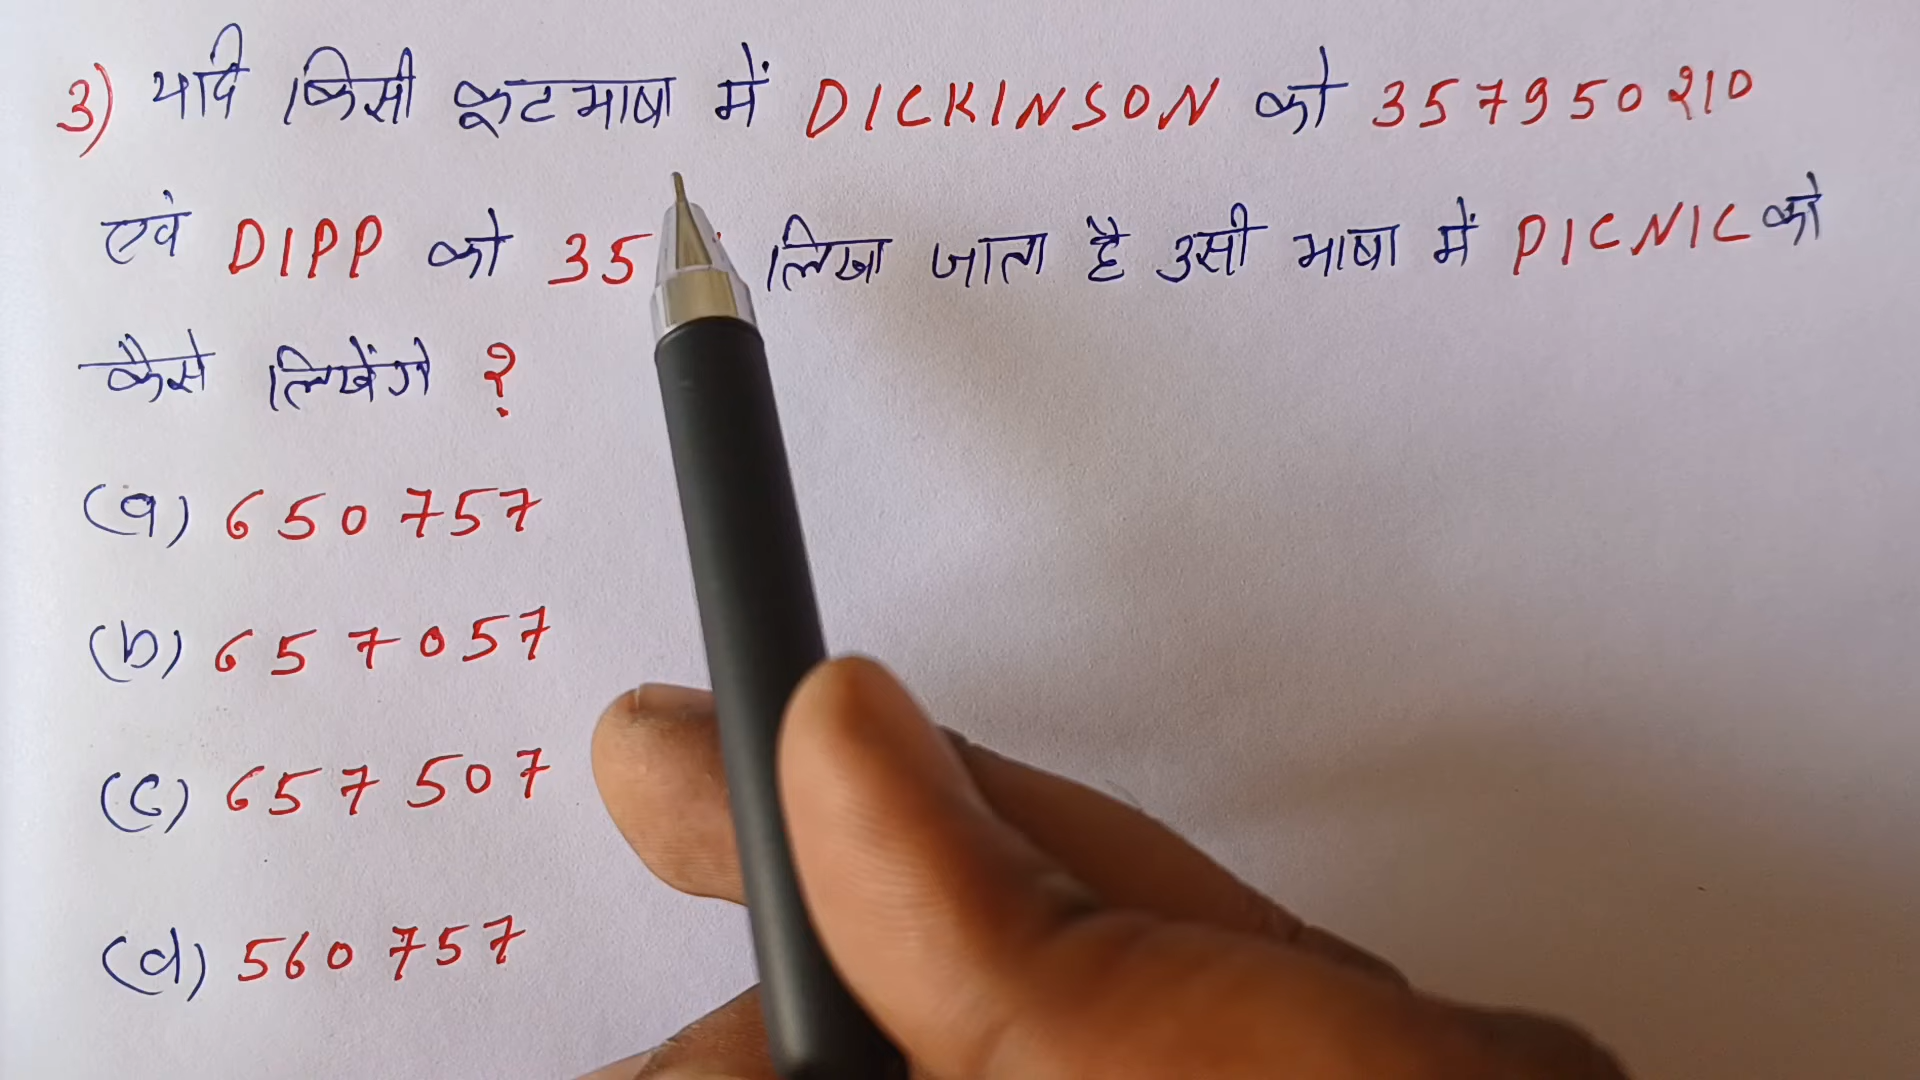 3) यदि किसी कूटभाषा में DICKINSON को 357950210
एवं DIPP को 35 लिखा जाता है उसी भाषा में PICNIC को
कैसे लिखेंगे ?
(a) 650757
(b) 657057
(c) 657507
(d) 560757